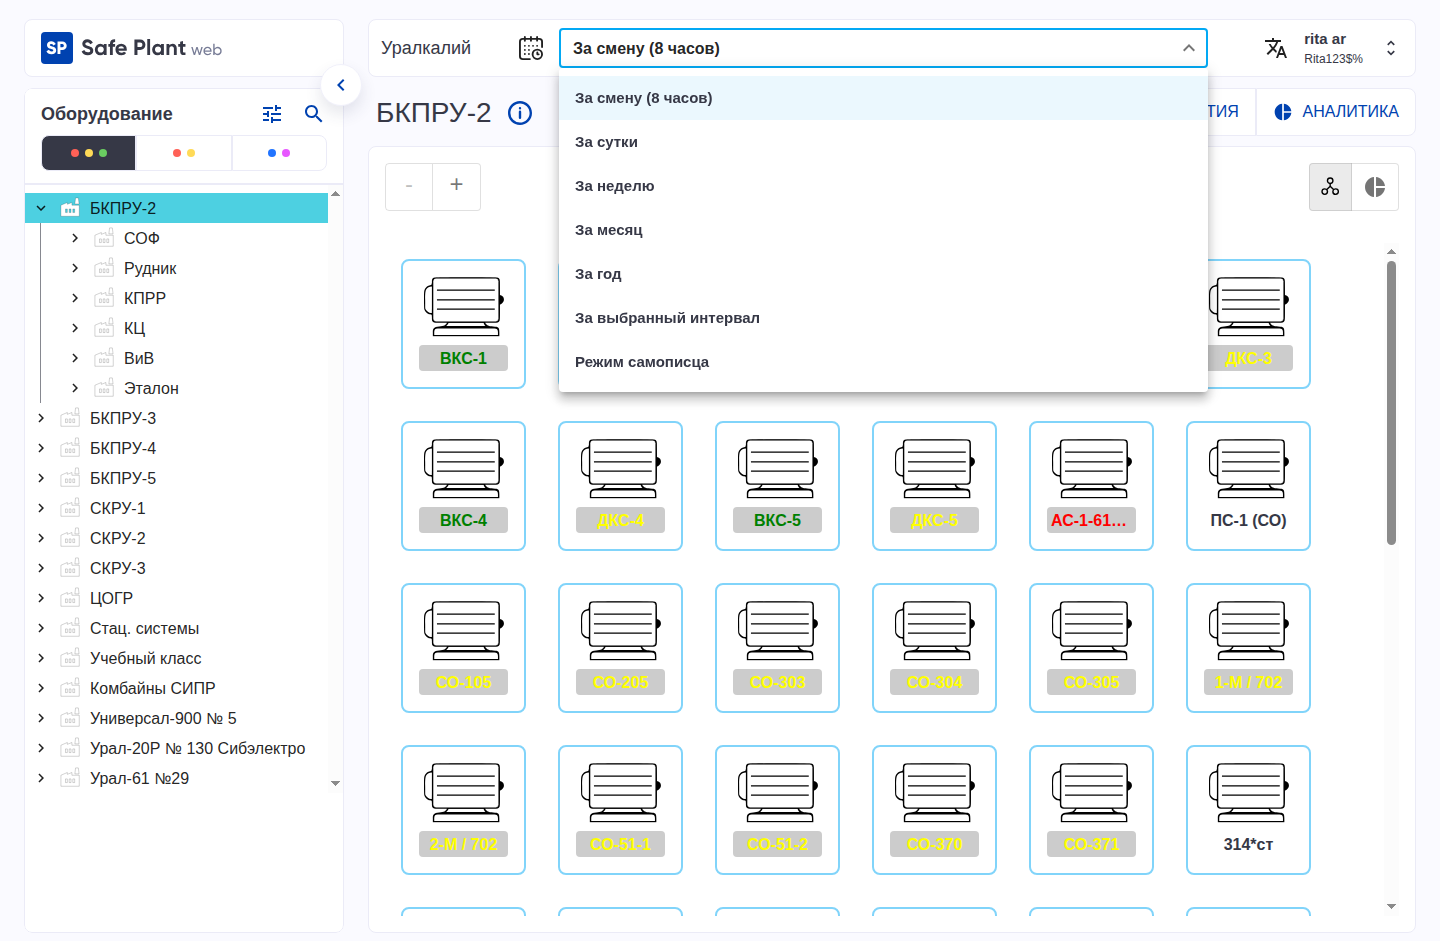 SP Safe Plant web
Уралкалий
За смену (8 часов)
rita ar
Rita123$%
Оборудование
БКПРУ-2
СОФ
Рудник
КПРР
КЦ
ВиВ
Эталон
БКПРУ-3
БКПРУ-4
БКПРУ-5
СКРУ-1
СКРУ-2
СКРУ-3
ЦОГР
Стац. системы
Учебный класс
Комбайны СИПР
Универсал-900 № 5
Урал-20Р № 130 Сибэлектро
Урал-61 №29
БКПРУ-2
ТИЯ
АНАЛИТИКА
За смену (8 часов)
За сутки
За неделю
За месяц
За год
За выбранный интервал
Режим самописца
- +
ВКС-1 ДКС-3
ВКС-4 ДКС-4 ВКС-5 ДКС-5 АС-1-61... ПС-1 (СО)
СО-105 СО-205 СО-303 СО-304 СО-305 1-М / 702
2-М / 702 СО-51-1 СО-51-2 СО-370 СО-371 314*ст